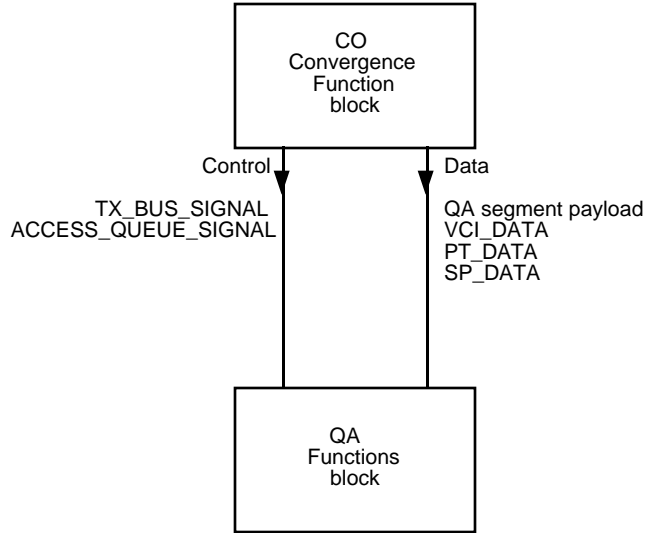 CO
Convergence
Function
block
Control
Data
TX_BUS_SIGNAL
ACCESS_QUEUE_SIGNAL
QA segment payload
VCI_DATA
PT_DATA
SP_DATA
QA
Functions
block